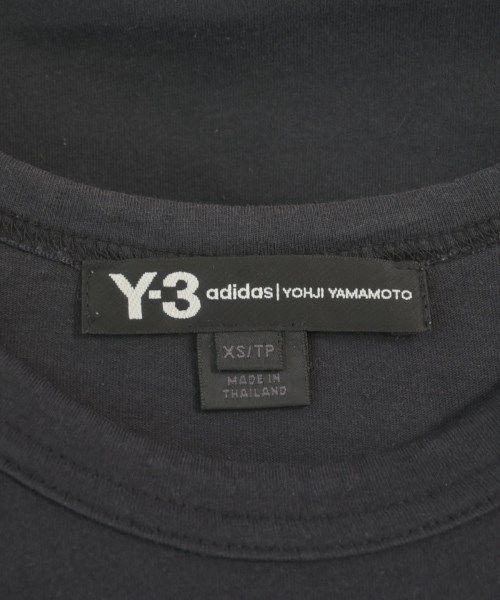 Y-3 adidas | YOHJI YAMAMOTO
XS/TP
MADE IN
THAILAND